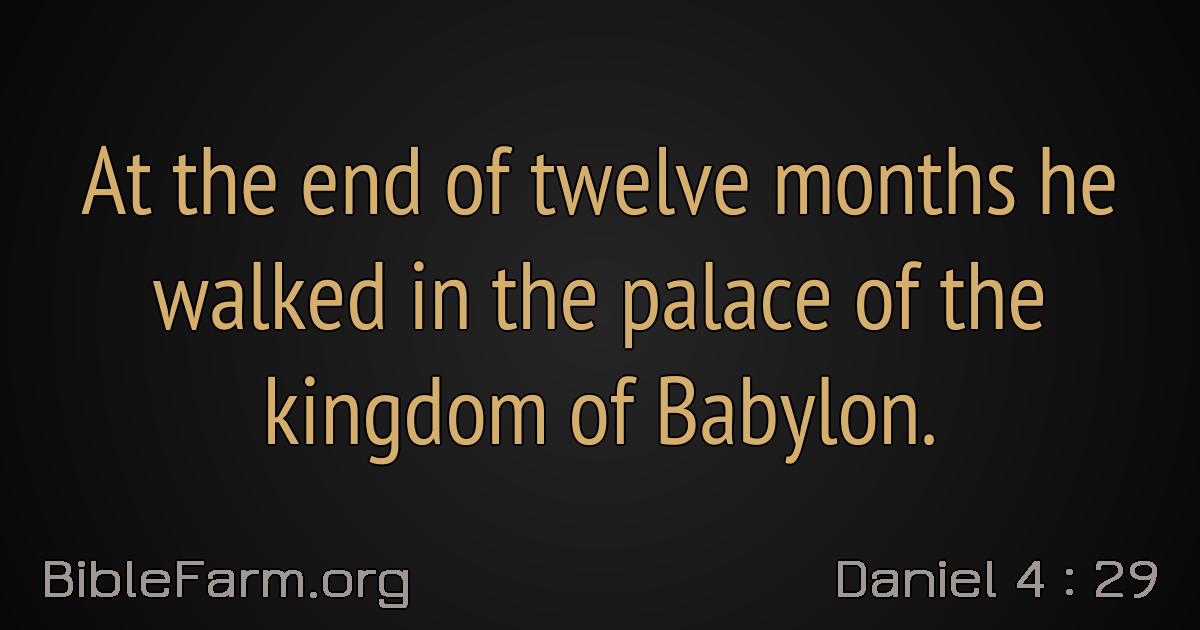 At the end of twelve months he
walked in the palace of the
kingdom of Babylon.
BibleFarm.org
Daniel 4 : 29